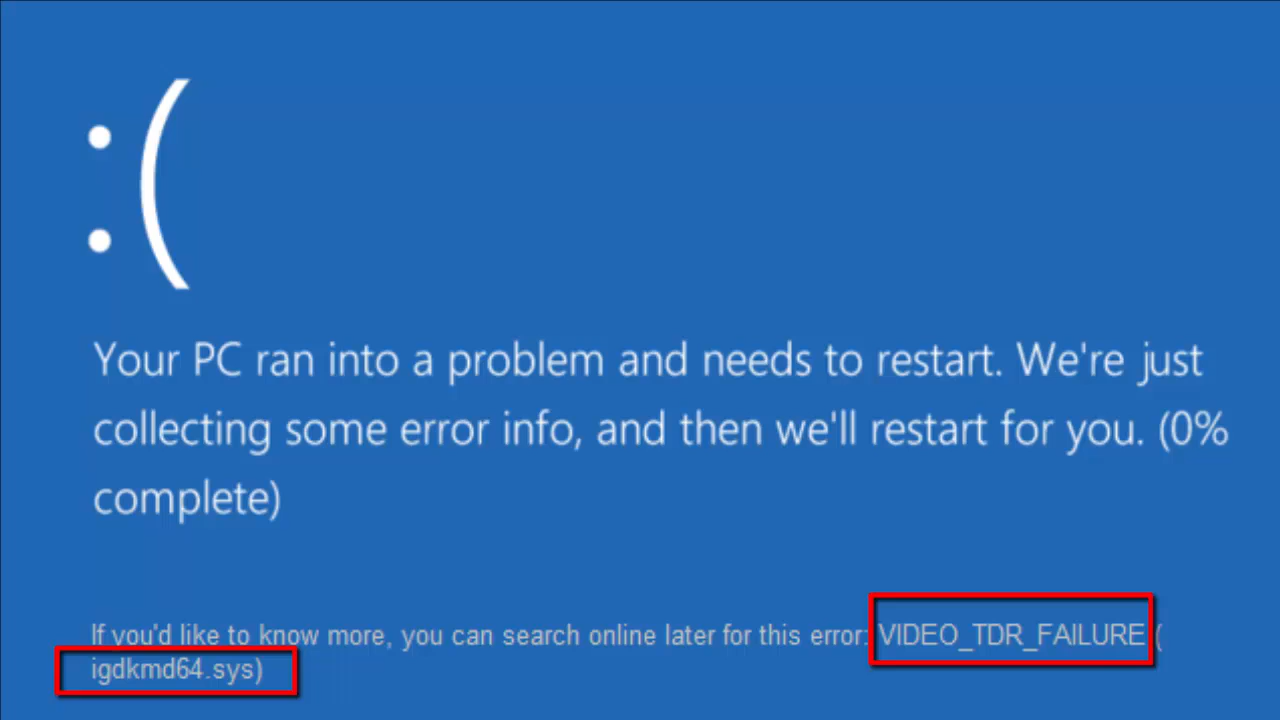 :(
Your PC ran into a problem and needs to restart. We're just
collecting some error info, and then we'll restart for you. (0%
complete)
If you'd like to know more, you can search online later for this error: VIDEO_TDR_FAILURE (
igdkmd64.sys)